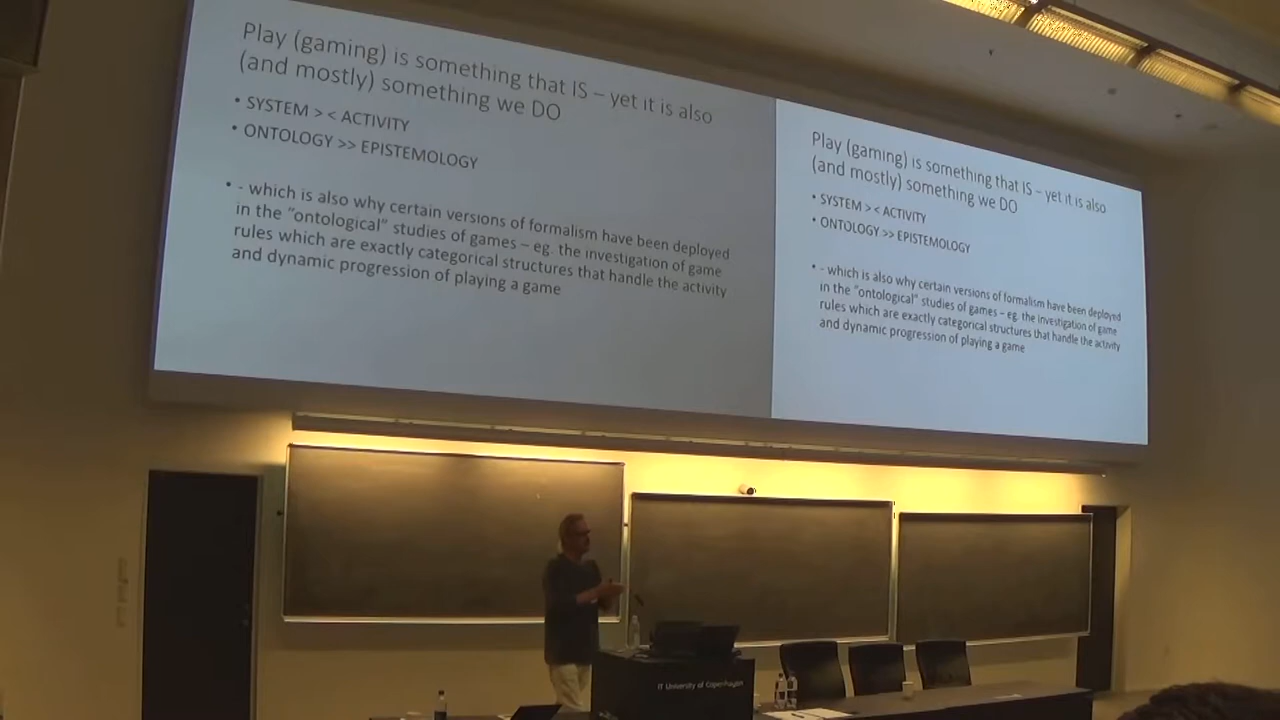 Play (gaming) is something that IS – yet it is also
(and mostly) something we DO
• SYSTEM > < ACTIVITY
• ONTOLOGY >> EPISTEMOLOGY
• - which is also why certain versions of formalism have been deployed
in the "ontological" studies of games – eg. the investigation of game
rules which are exactly categorical structures that handle the activity
and dynamic progression of playing a game
Play (gaming) is something that IS – yet it is also
(and mostly) something we DO
• SYSTEM > < ACTIVITY
• ONTOLOGY >> EPISTEMOLOGY
• - which is also why certain versions of formalism have been deployed
in the "ontological" studies of games – eg. the investigation of game
rules which are exactly categorical structures that handle the activity
and dynamic progression of playing a game
IT University of Copenhagen